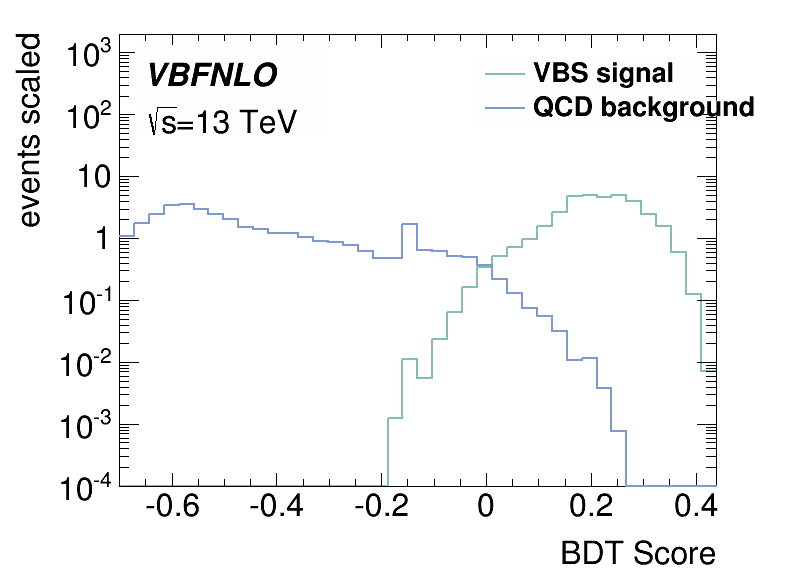 events scaled
10³
10²
10
1
10⁻¹
10⁻²
10⁻³
10⁻⁴
VBFNLO
√s=13 TeV
VBS signal
QCD background
-0.6 -0.4 -0.2 0 0.2 0.4
BDT Score